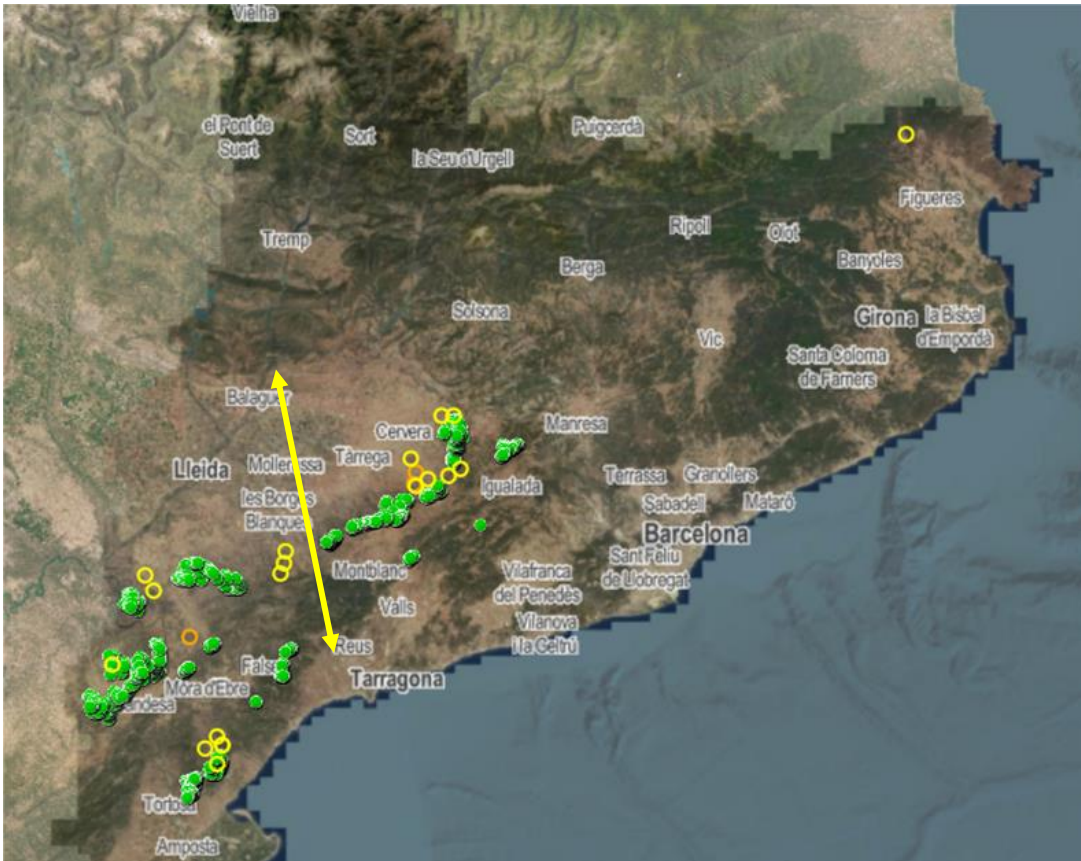 Vielha
el Pont de
Suert
Sort
Puigcerdà
la Seu d'Urgell
Figueres
Tremp
Ripoll
Olot
Banyoles
Berga
Solsona
Girona
la Bisbal
d'Empordà
Vic
Santa Coloma
de Farners
Balaguer
Manresa
Cervera
Tàrrega
Lleida
Mollerussa
Terrassa
Granollers
Igualada
les Borges
Blanques
Sabadell
Mataró
Barcelona
Montblanc
Sant Feliu
de Llobregat
Vilafranca
del Penedès
Valls
Vilanova
i la Geltrú
Reus
Falset
Tarragona
Móra d'Ebre
andesa
Tortosa
Amposta